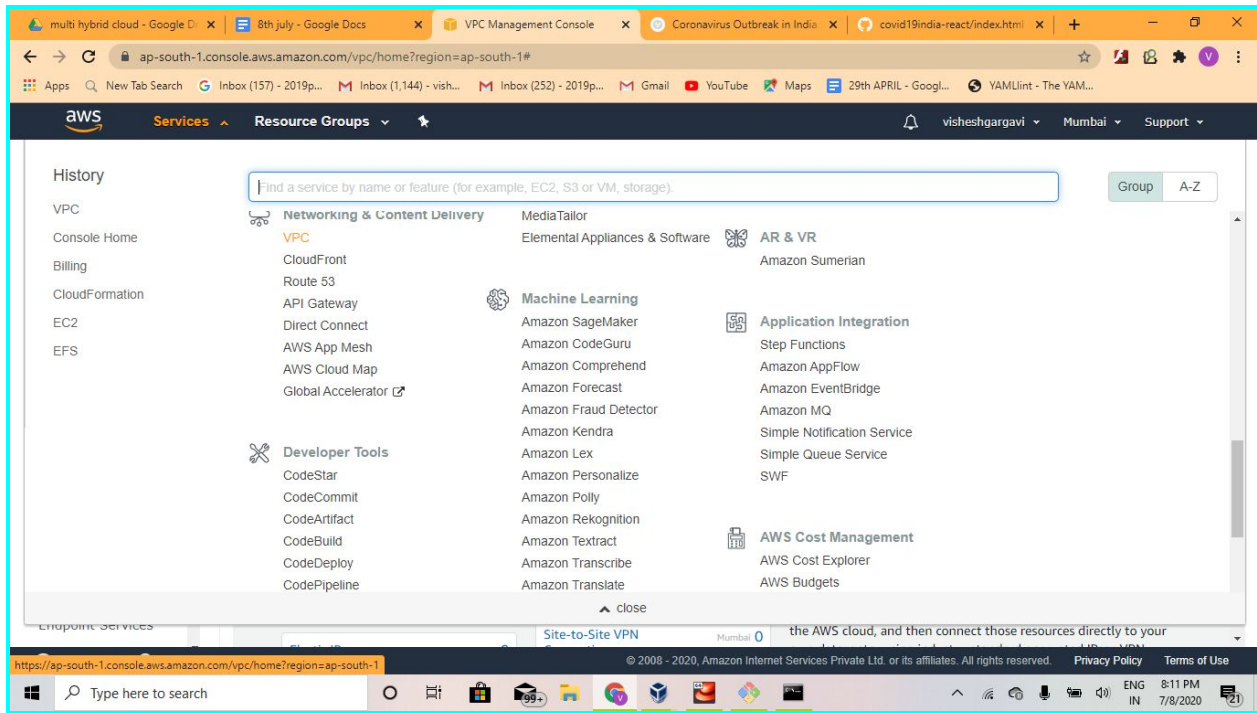 multi hybrid cloud - Google Dr
8th july - Google Docs
VPC Management Console
Coronavirus Outbreak in India
covid19india-react/index.html
ap-south-1.console.aws.amazon.com/vpc/home?region=ap-south-1#
V
Apps
New Tab Search
Inbox (157) - 2019p...
Inbox (1,144) - vish...
Inbox (252) - 2019p...
Gmail
YouTube
Maps
29th APRIL - Googl...
YAMLlint - The YAM...
aws
Services
Resource Groups
visheshgargavi
Mumbai
Support
History
VPC
Console Home
Billing
CloudFormation
EC2
EFS
Find a service by name or feature (for example, EC2, S3 or VM, storage).
Group
A-Z
Networking & Content Delivery
VPC
CloudFront
Route 53
API Gateway
Direct Connect
AWS App Mesh
AWS Cloud Map
Global Accelerator
Developer Tools
CodeStar
CodeCommit
CodeArtifact
CodeBuild
CodeDeploy
CodePipeline
MediaTailor
Elemental Appliances & Software
Machine Learning
Amazon SageMaker
Amazon CodeGuru
Amazon Comprehend
Amazon Forecast
Amazon Fraud Detector
Amazon Kendra
Amazon Lex
Amazon Personalize
Amazon Polly
Amazon Rekognition
Amazon Textract
Amazon Transcribe
Amazon Translate
AR & VR
Amazon Sumerian
Application Integration
Step Functions
Amazon AppFlow
Amazon EventBridge
Amazon MQ
Simple Notification Service
Simple Queue Service
SWF
AWS Cost Management
AWS Cost Explorer
AWS Budgets
close
Endpoint Services
Site-to-Site VPN
Mumbai 0
the AWS cloud, and then connect those resources directly to your
https://ap-south-1.console.aws.amazon.com/vpc/home?region=ap-south-1
© 2008 - 2020, Amazon Internet Services Private Ltd. or its affiliates. All rights reserved.
Privacy Policy
Terms of Use
Type here to search
99+
ENG
IN
8:11 PM
7/8/2020
21